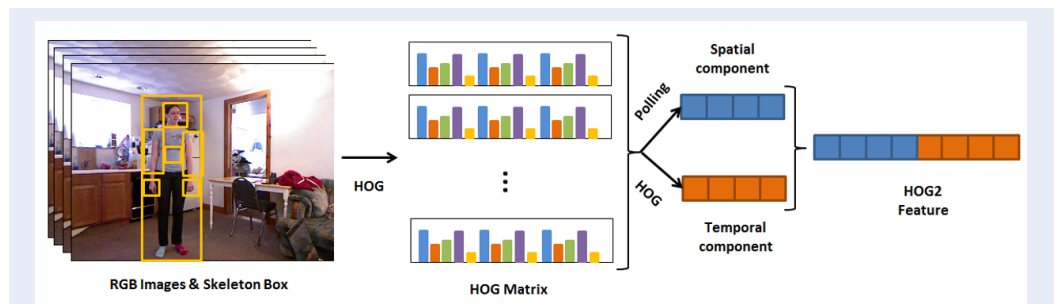 RGB Images & Skeleton Box
HOG
HOG Matrix
Polling
HOG
Spatial
component
Temporal
component
HOG2
Feature